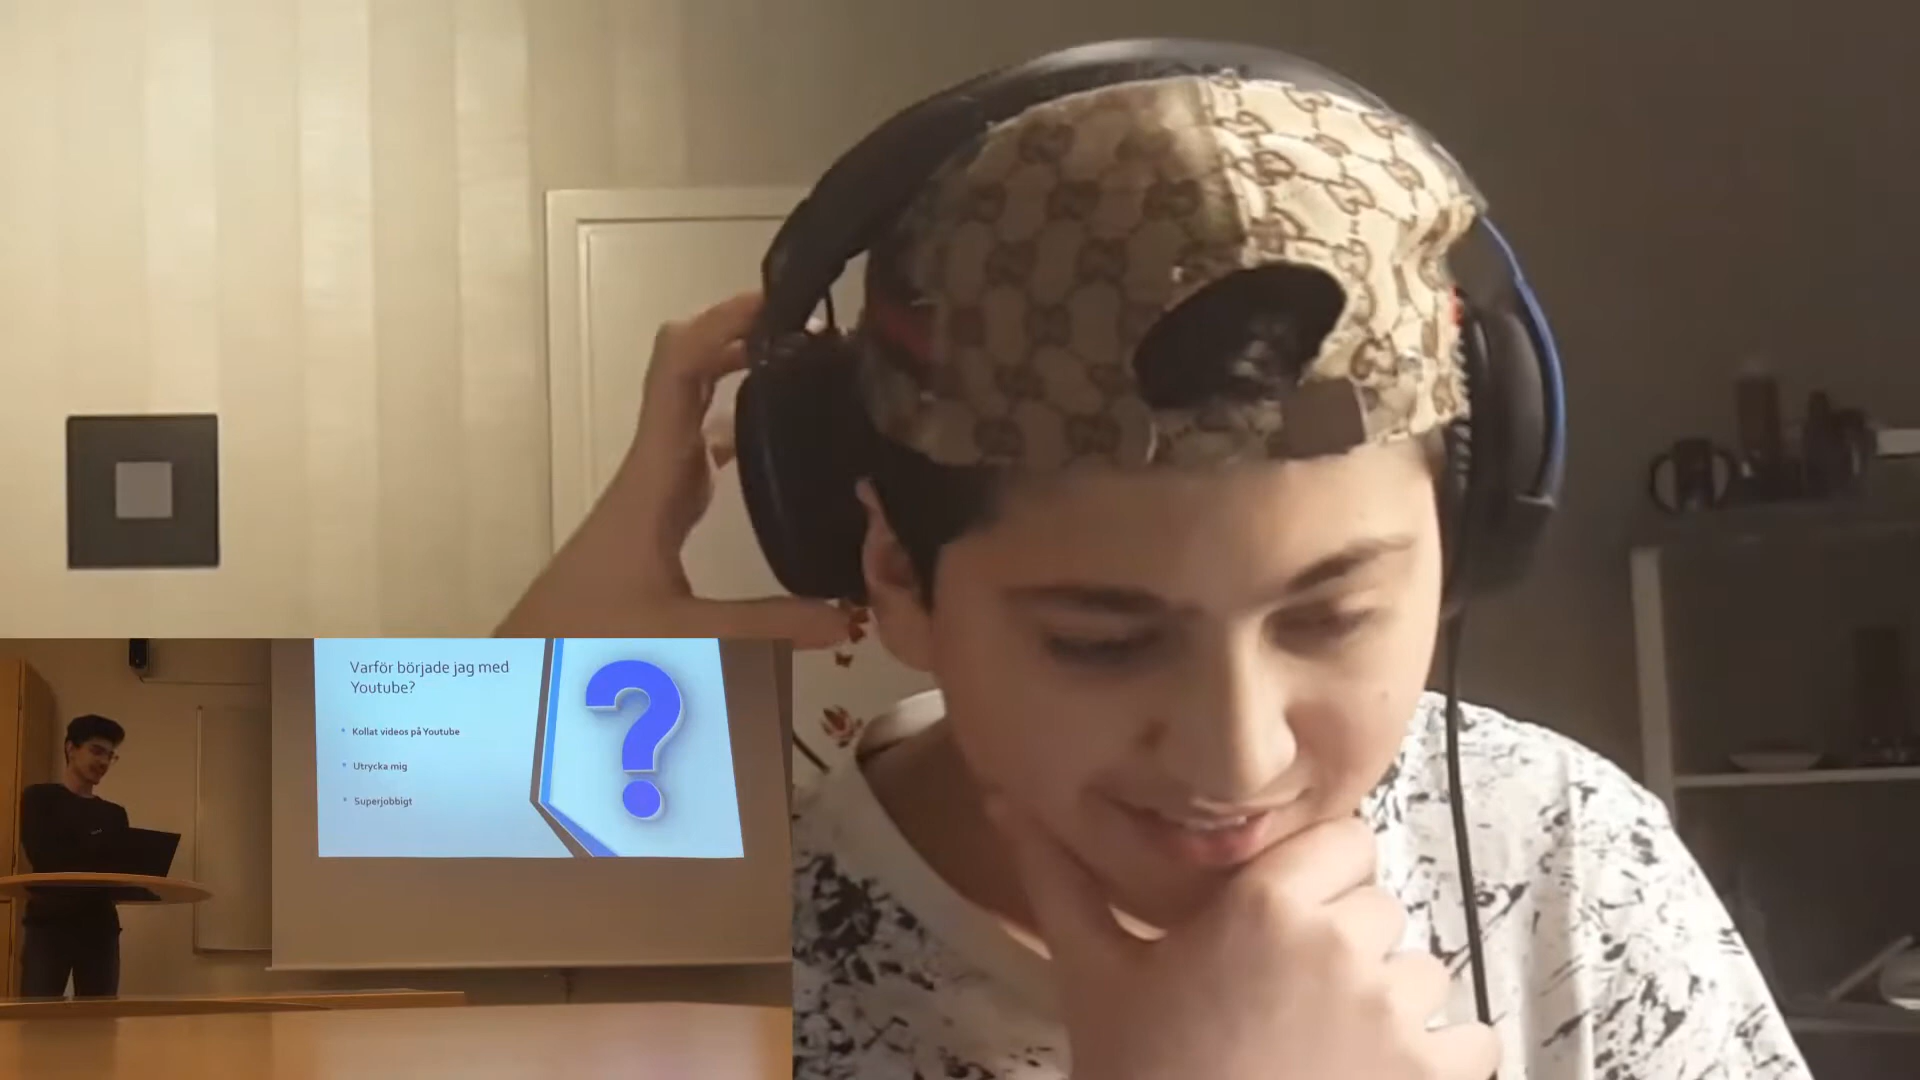 Varför började jag med
Youtube?
Kollat videos på Youtube
Utrycka mig
Superjobbigt